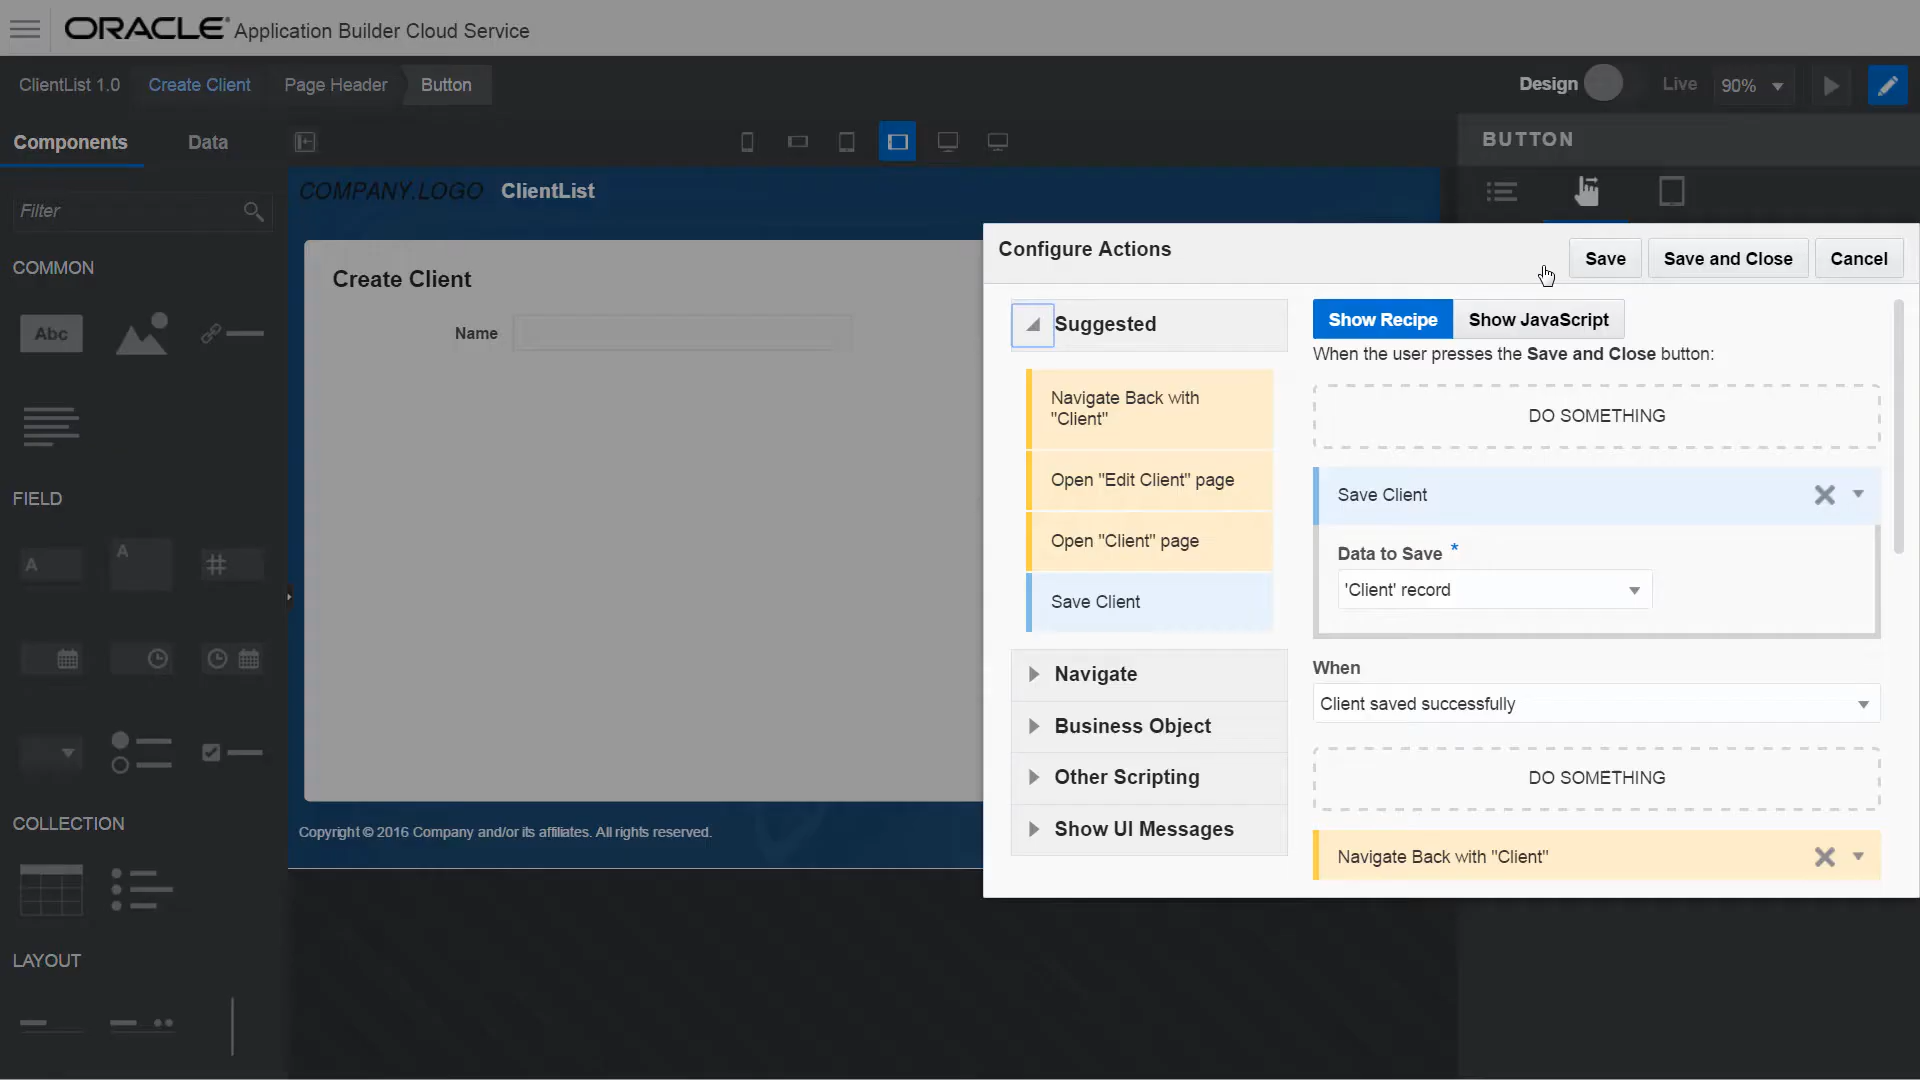 ORACLE® Application Builder Cloud Service
ClientList 1.0 Create Client Page Header Button
Design Live 90%
Components Data
BUTTON
COMPANY.LOGO ClientList
Filter
COMMON
Abc
FIELD
A A #
COLLECTION
LAYOUT
Create Client
Name
Copyright © 2016 Company and/or its affiliates. All rights reserved.
Configure Actions
Save Save and Close Cancel
Suggested
Navigate Back with
"Client"
Open "Edit Client" page
Open "Client" page
Save Client
Navigate
Business Object
Other Scripting
Show UI Messages
Show Recipe Show JavaScript
When the user presses the Save and Close button:
DO SOMETHING
Save Client
Data to Save *
'Client' record
When
Client saved successfully
DO SOMETHING
Navigate Back with "Client"